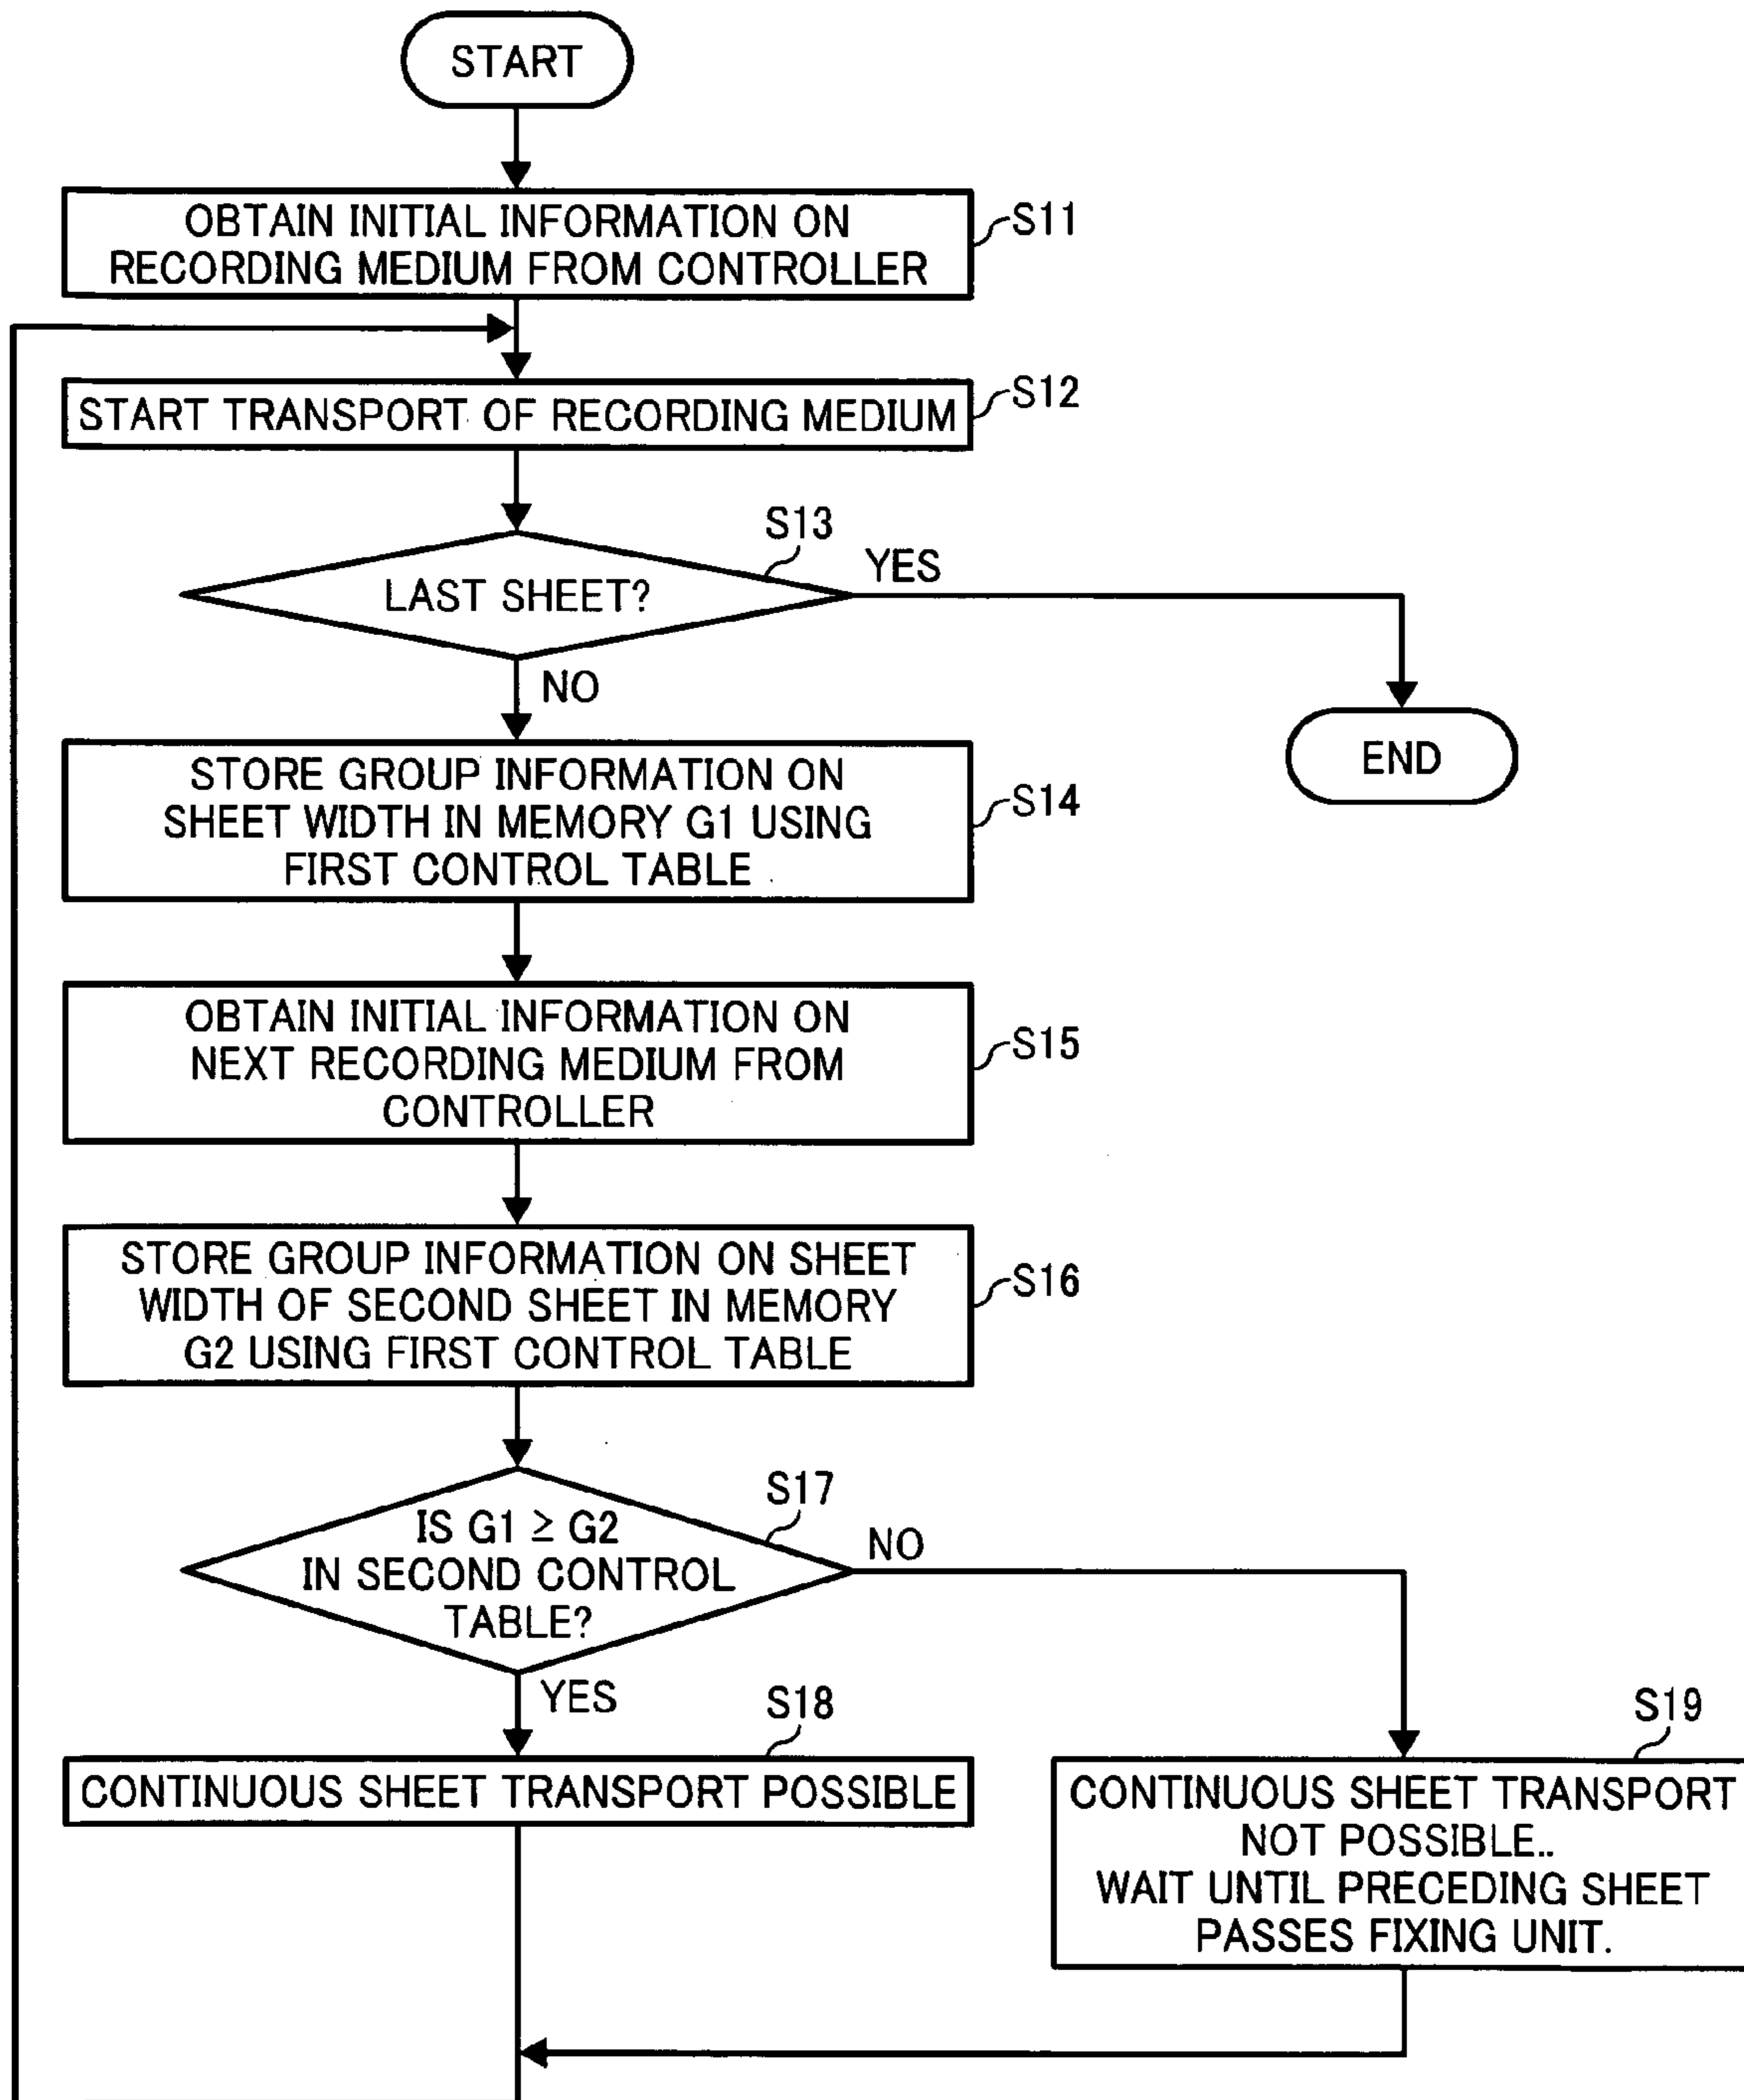 START
OBTAIN INITIAL INFORMATION ON
RECORDING MEDIUM FROM CONTROLLER
S11
START TRANSPORT OF RECORDING MEDIUM
S12
S13
LAST SHEET?
YES
NO
END
STORE GROUP INFORMATION ON
SHEET WIDTH IN MEMORY G1 USING
FIRST CONTROL TABLE
S14
OBTAIN INITIAL INFORMATION ON
NEXT RECORDING MEDIUM FROM
CONTROLLER
S15
STORE GROUP INFORMATION ON SHEET
WIDTH OF SECOND SHEET IN MEMORY
G2 USING FIRST CONTROL TABLE
S16
S17
IS G1 ≥ G2
IN SECOND CONTROL
TABLE?
NO
YES
S18
CONTINUOUS SHEET TRANSPORT POSSIBLE
S19
CONTINUOUS SHEET TRANSPORT
NOT POSSIBLE..
WAIT UNTIL PRECEDING SHEET
PASSES FIXING UNIT.